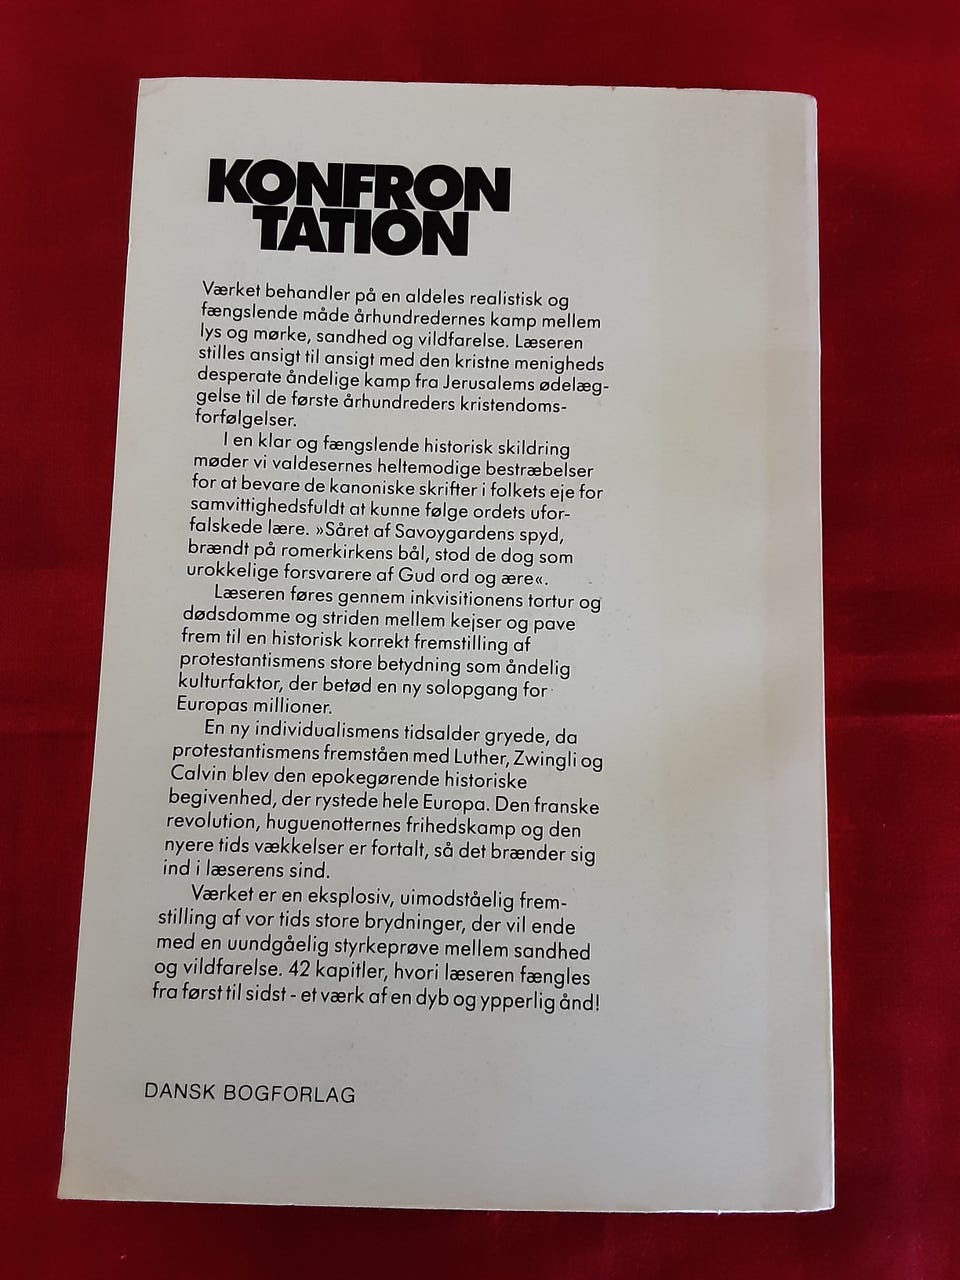 KONFRON
TATION
Værket behandler på en aldeles realistisk og
fængslende måde århundredernes kamp mellem
lys og mørke, sandhed og vildfarelse. Læseren
stilles ansigt til ansigt med den kristne menigheds
desperate åndelige kamp fra Jerusalems ødelæg-
gelse til de første århundreders kristendoms-
forfølgelser.
I en klar og fængslende historisk skildring
møder vi valdesernes heltemodige bestræbelser
for at bevare de kanoniske skrifter i folkets eje for
samvittighedsfuldt at kunne følge ordets ufor-
falskede lære. »Såret af Savoygardens spyd,
brændt på romerkirkens bål, stod de dog som
urokkelige forsvarere af Gud ord og ære«.
Læseren føres gennem inkvisitionens tortur og
dødsdomme og striden mellem kejser og pave
frem til en historisk korrekt fremstilling af
protestantismens store betydning som åndelig
kulturfaktor, der betød en ny solopgang for
Europas millioner.
En ny individualismens tidsalder gryede, da
protestantismens fremståen med Luther, Zwingli og
Calvin blev den epokegørende historiske
begivenhed, der rystede hele Europa. Den franske
revolution, huguenotternes frihedskamp og den
nyere tids vækkelser er fortalt, så det brænder sig
ind i læserens sind.
Værket er en eksplosiv, uimodståelig frem-
stilling af vor tids store brydninger, der vil ende
med en uundgåelig styrkeprøve mellem sandhed
og vildfarelse. 42 kapitler, hvori læseren fængles
fra først til sidst - et værk af en dyb og ypperlig ånd!
DANSK BOGFORLAG